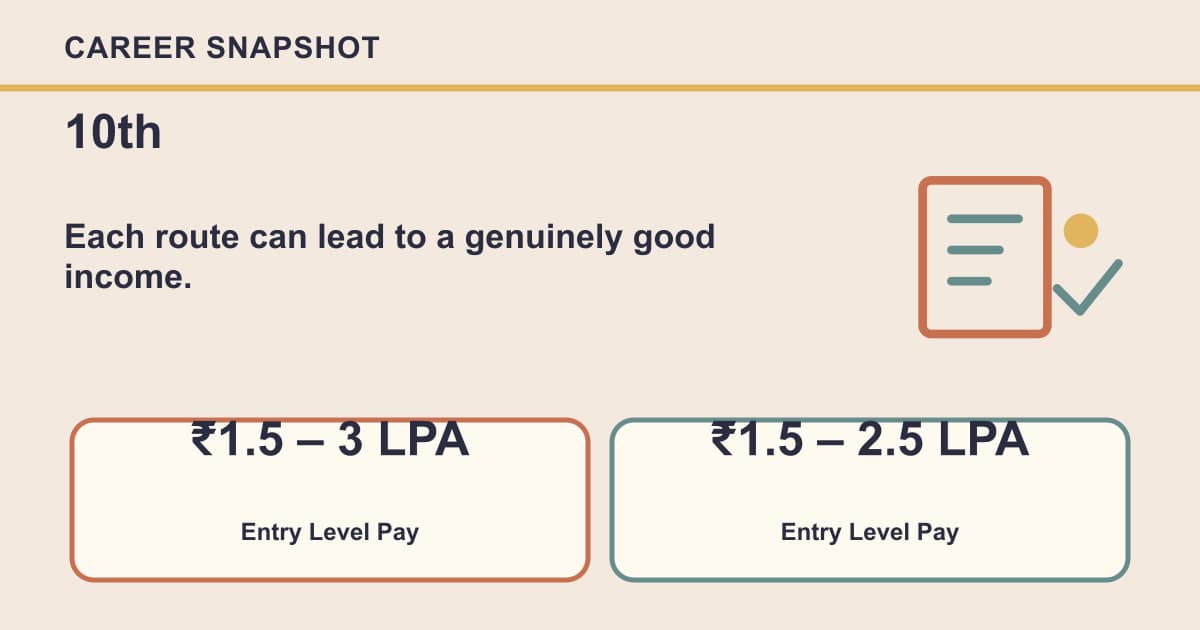 CAREER SNAPSHOT
10th
Each route can lead to a genuinely good
income.
₹1.5 – 3 LPA
Entry Level Pay
₹1.5 – 2.5 LPA
Entry Level Pay